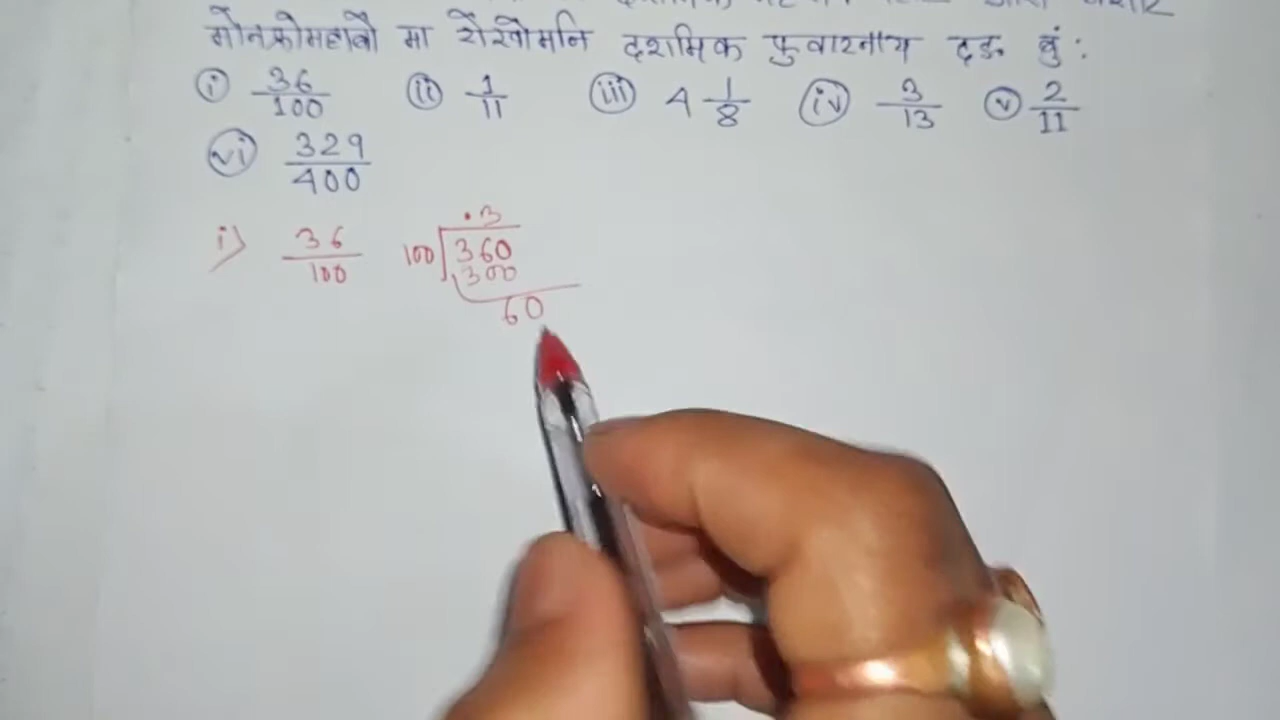 मोनफ्रोमहाबो मा रोखोमनि दशमिक फुवारनाय दङ बुं:
i 36/100 ii 1/11 iii 4 1/8 iv 3/13 v 2/11
vi 329/400
i) 36/100 100 360 .3
300
60